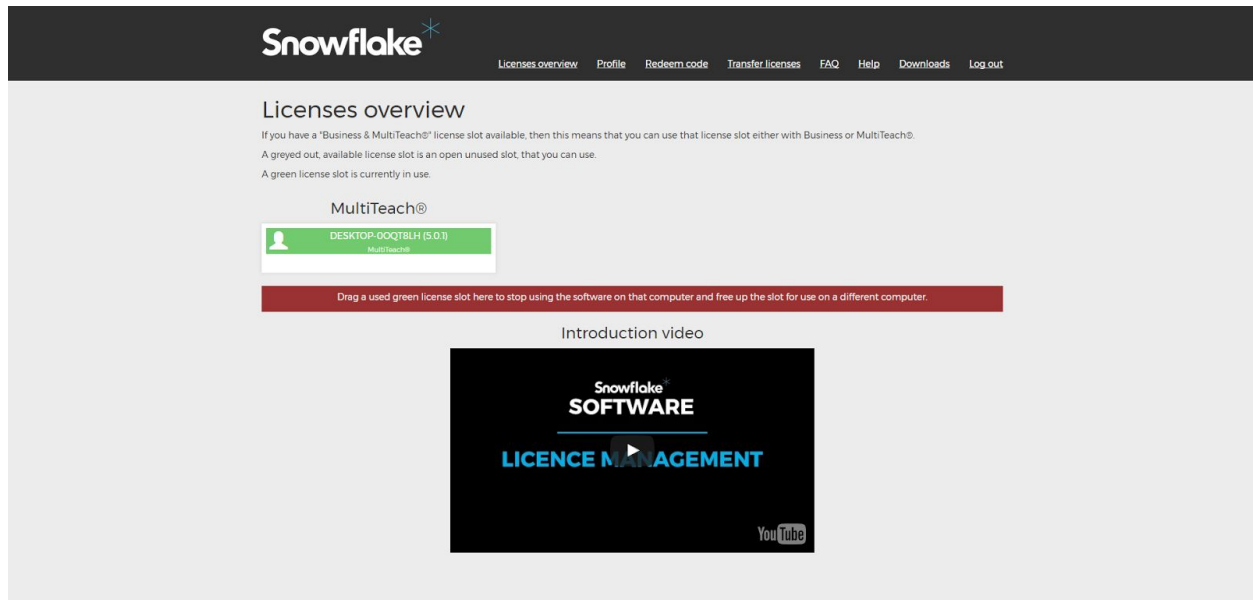 Snowflake
Licenses overview Profile Redeem code Transfer licenses FAQ Help Downloads Log out
Licenses overview
If you have a "Business & MultiTeach®" license slot available, then this means that you can use that license slot either with Business or MultiTeach®.
A greyed out, available license slot is an open unused slot, that you can use.
A green license slot is currently in use.
MultiTeach®
DESKTOP-0OQT8LH (5.0.1)
MultiTeach®
Drag a used green license slot here to stop using the software on that computer and free up the slot for use on a different computer.
Introduction video
Snowflake
SOFTWARE
LICENCE MANAGEMENT
YouTube